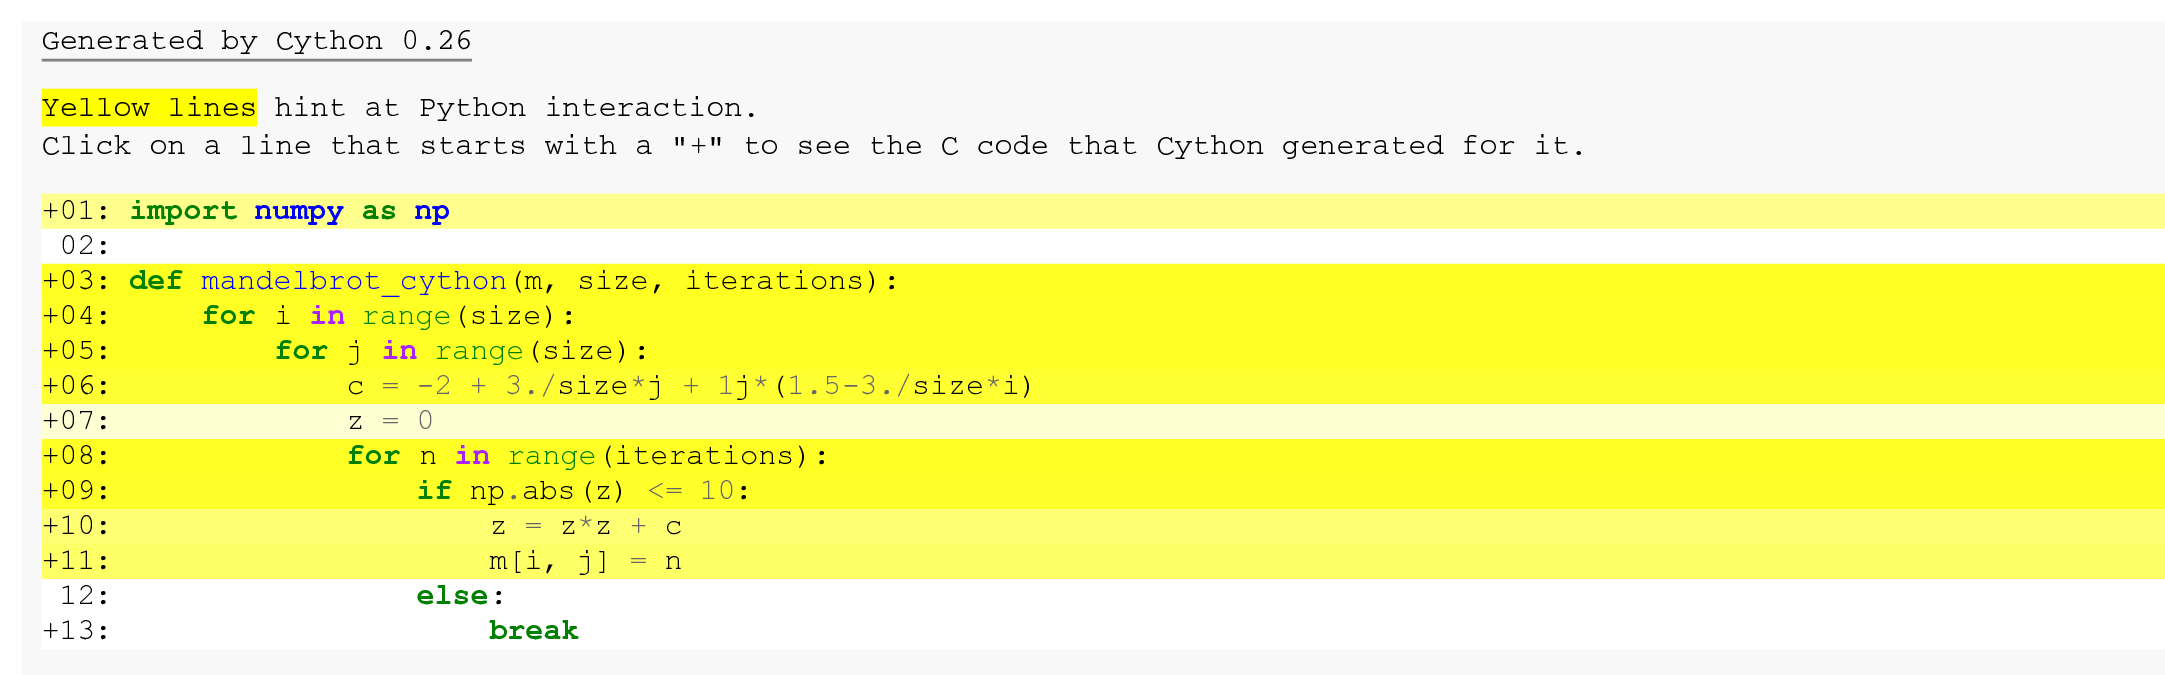 Generated by Cython 0.26
Yellow lines hint at Python interaction.
Click on a line that starts with a "+" to see the C code that Cython generated for it.
+01: import numpy as np
 02:
+03: def mandelbrot_cython(m, size, iterations):
+04:     for i in range(size):
+05:         for j in range(size):
+06:             c = -2 + 3./size*j + 1j*(1.5-3./size*i)
+07:             z = 0
+08:             for n in range(iterations):
+09:                 if np.abs(z) <= 10:
+10:                     z = z*z + c
+11:                     m[i, j] = n
 12:                 else:
+13:                     break